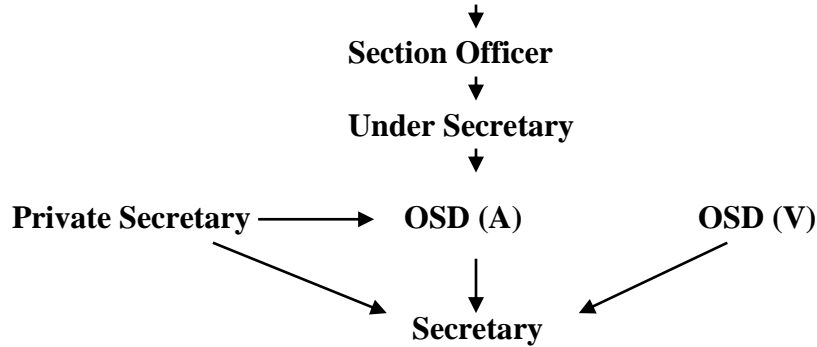 Section Officer
Under Secretary
Private Secretary OSD (A) OSD (V)
Secretary